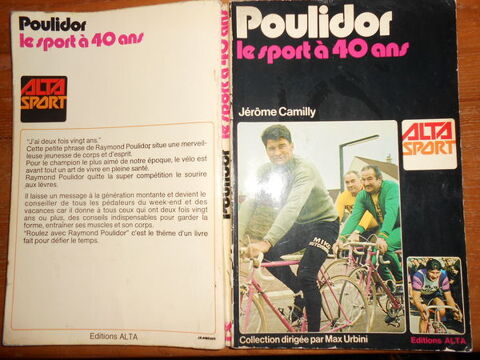 Poulidor
le sport à 40 ans
ALTA
SPORT
"J'ai deux fois vingt ans."
Cette petite phrase de Raymond Poulidor situe une merveil-
leuse jeunesse de corps et d'esprit.
Pour le champion le plus aimé de notre époque, le vélo est
avant tout un art de vivre en pleine santé.
Raymond Poulidor quitte la super compétition le sourire
aux lèvres.
Il laisse un message à la génération montante et devient le
conseiller de tous les pédaleurs du week-end et des
vacances car il donne à tous ceux qui ont deux fois vingt
ans ou plus, des conseils indispensables pour garder la
forme, entraîner ses muscles et son corps.
"Roulez avec Raymond Poulidor" c'est le thème d'un livre
fait pour défier le temps.
Editions ALTA
Poulidor le sport à 40 ans
Poulidor
le sport à 40 ans
Jérôme Camilly
ALTA
SPORT
MIKO
Collection dirigée par Max Urbini
Editions ALTA